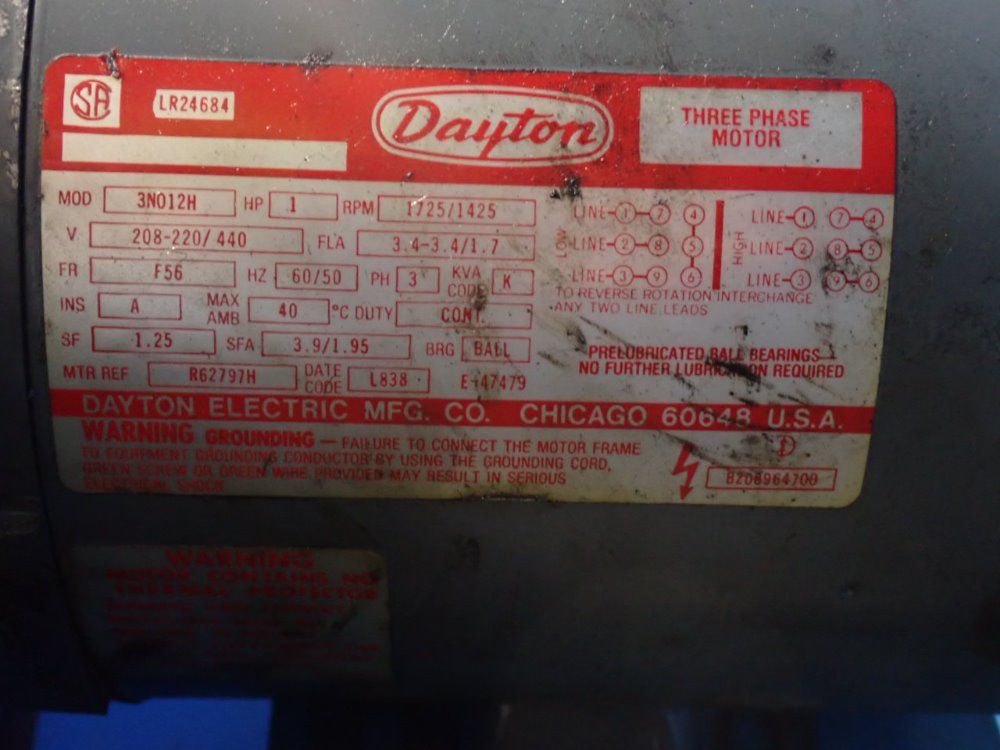 SA LR24684
Dayton
THREE PHASE
MOTOR
MOD 3N012H HP 1 RPM 1725/1425
V 208-220/440 FLA 3.4-3.4/1.7
FR F56 HZ 60/50 PH 3 KVA CODE K
INS A MAX AMB 40 °C DUTY CONT.
SF 1.25 SFA 3.9/1.95 BRG BALL
MTR REF R62797H DATE CODE L838 E-47479
LOW
LINE-1-7 4
LINE-2-8 5
LINE-3-9 6
HIGH
LINE-1 7-4
LINE-2 8-5
LINE-3 9-6
TO REVERSE ROTATION INTERCHANGE
ANY TWO LINE LEADS
PRELUBRICATED BALL BEARINGS
NO FURTHER LUBRICATION REQUIRED
DAYTON ELECTRIC MFG. CO. CHICAGO 60648 U.S.A.
WARNING GROUNDING — FAILURE TO CONNECT THE MOTOR FRAME
TO EQUIPMENT GROUNDING CONDUCTOR BY USING THE GROUNDING CORD,
GREEN SCREW OR GREEN WIRE PROVIDED MAY RESULT IN SERIOUS
ELECTRICAL SHOCK
D
B208964700
WARNING
MOTOR CONTAINS NO
THERMAL PROTECTOR